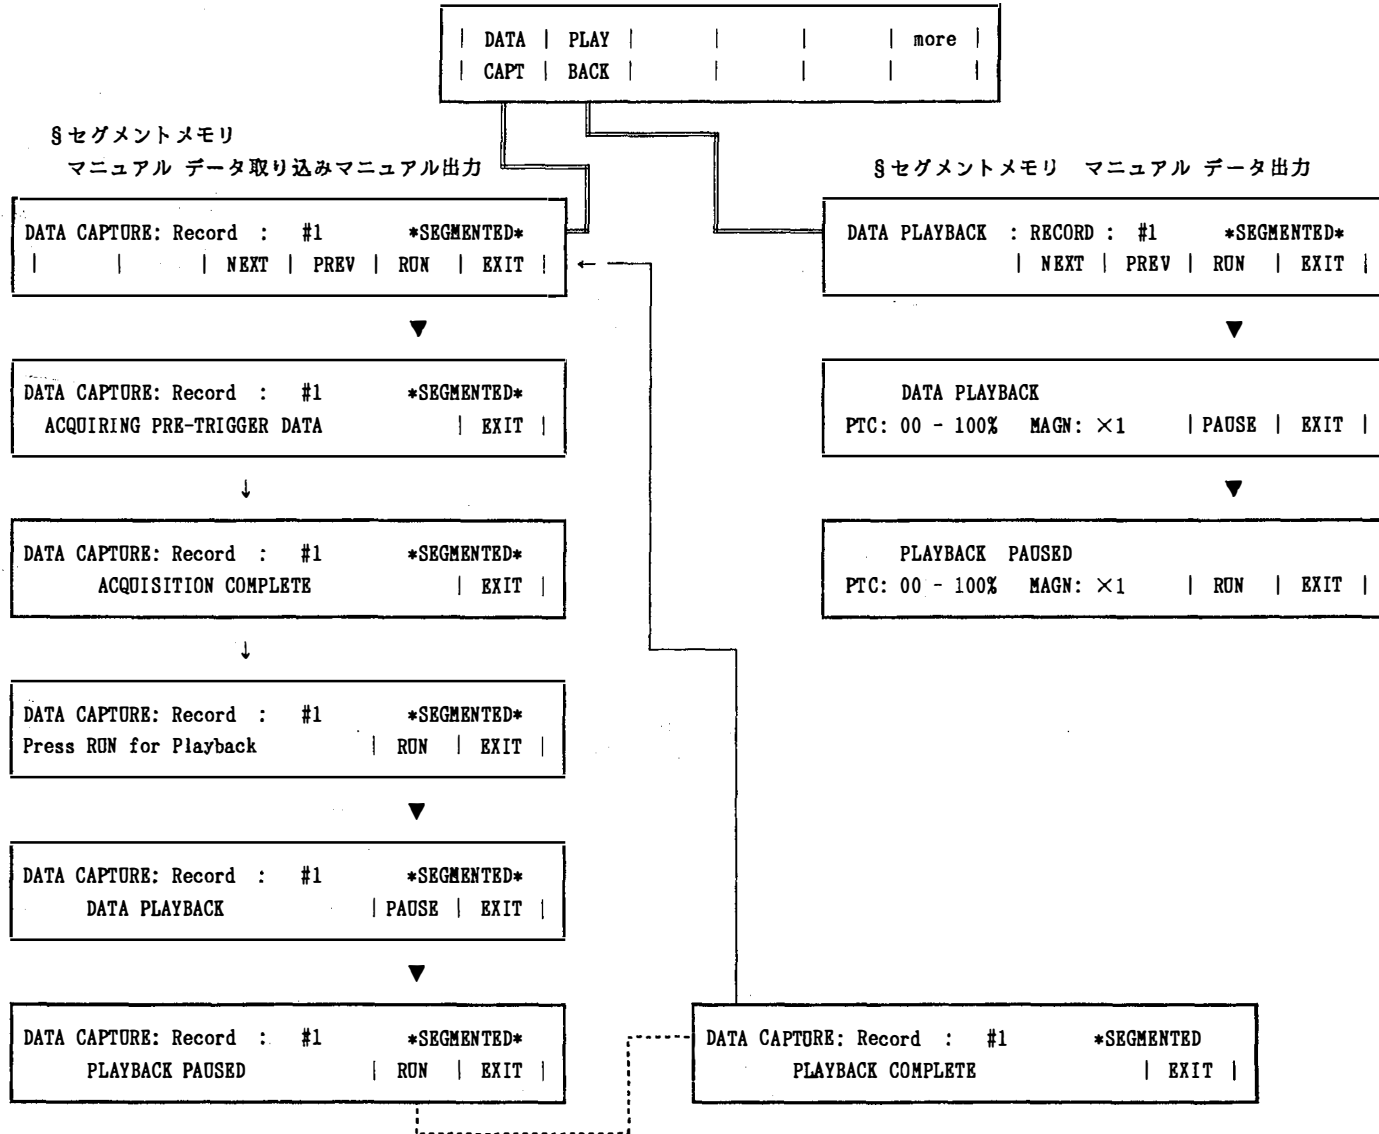 | DATA | PLAY | | | | more |
| CAPT | BACK | | | | |
§セグメントメモリ
マニュアル データ取り込みマニュアル出力
DATA CAPTURE: Record : #1 *SEGMENTED*
| | | NEXT | PREV | RUN | EXIT | ←
▼
DATA CAPTURE: Record : #1 *SEGMENTED*
ACQUIRING PRE-TRIGGER DATA | EXIT |
↓
DATA CAPTURE: Record : #1 *SEGMENTED*
ACQUISITION COMPLETE | EXIT |
↓
DATA CAPTURE: Record : #1 *SEGMENTED*
Press RUN for Playback | RUN | EXIT |
▼
DATA CAPTURE: Record : #1 *SEGMENTED*
DATA PLAYBACK | PAUSE | EXIT |
▼
DATA CAPTURE: Record : #1 *SEGMENTED*
PLAYBACK PAUSED | RUN | EXIT |
DATA CAPTURE: Record : #1 *SEGMENTED
PLAYBACK COMPLETE | EXIT |
§セグメントメモリ マニュアル データ出力
DATA PLAYBACK : RECORD : #1 *SEGMENTED*
| NEXT | PREV | RUN | EXIT |
▼
DATA PLAYBACK
PTC: 00 - 100% MAGN: ×1 | PAUSE | EXIT |
▼
PLAYBACK PAUSED
PTC: 00 - 100% MAGN: ×1 | RUN | EXIT |